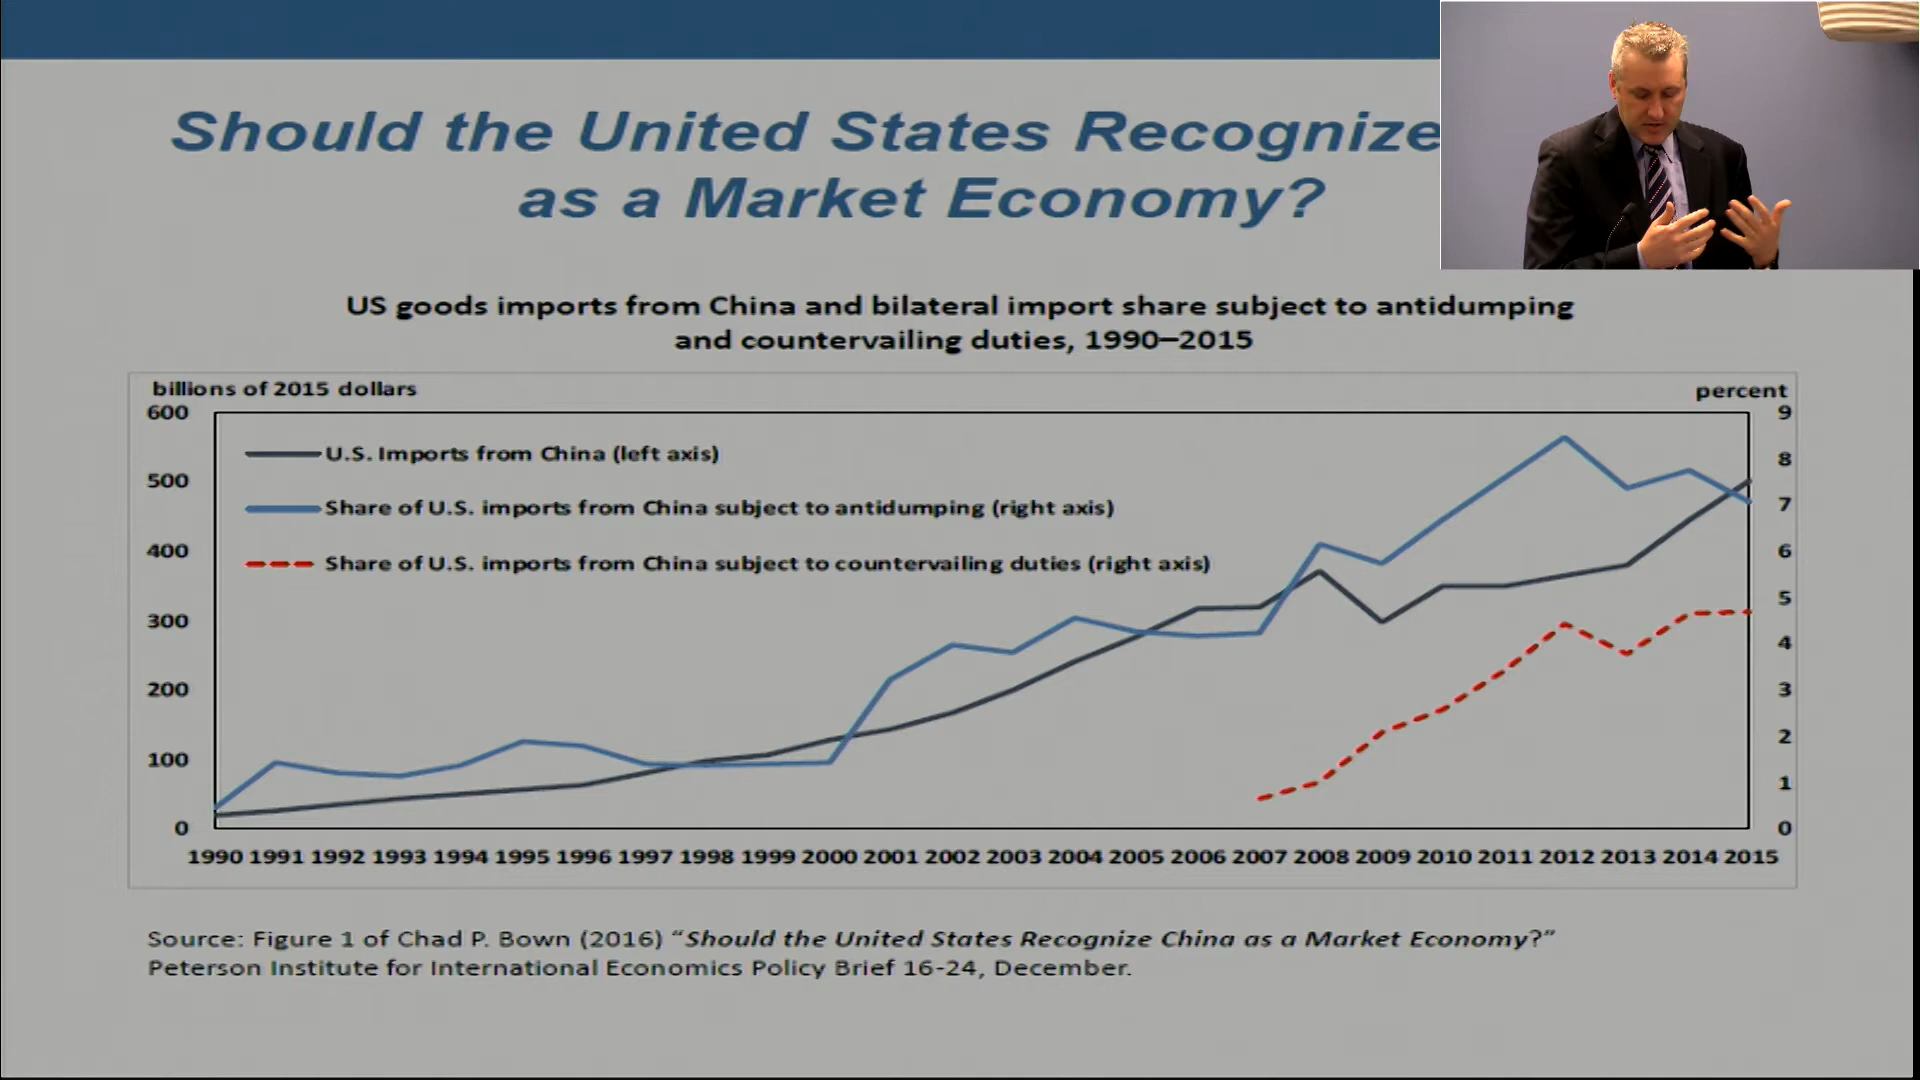 Should the United States Recognize
as a Market Economy?
US goods imports from China and bilateral import share subject to antidumping
and countervailing duties, 1990–2015
billions of 2015 dollars
percent
600
500
400
300
200
100
0
U.S. Imports from China (left axis)
Share of U.S. imports from China subject to antidumping (right axis)
Share of U.S. imports from China subject to countervailing duties (right axis)
9
8
7
6
5
4
3
2
1
0
1990 1991 1992 1993 1994 1995 1996 1997 1998 1999 2000 2001 2002 2003 2004 2005 2006 2007 2008 2009 2010 2011 2012 2013 2014 2015
Source: Figure 1 of Chad P. Bown (2016) “Should the United States Recognize China as a Market Economy?”
Peterson Institute for International Economics Policy Brief 16-24, December.